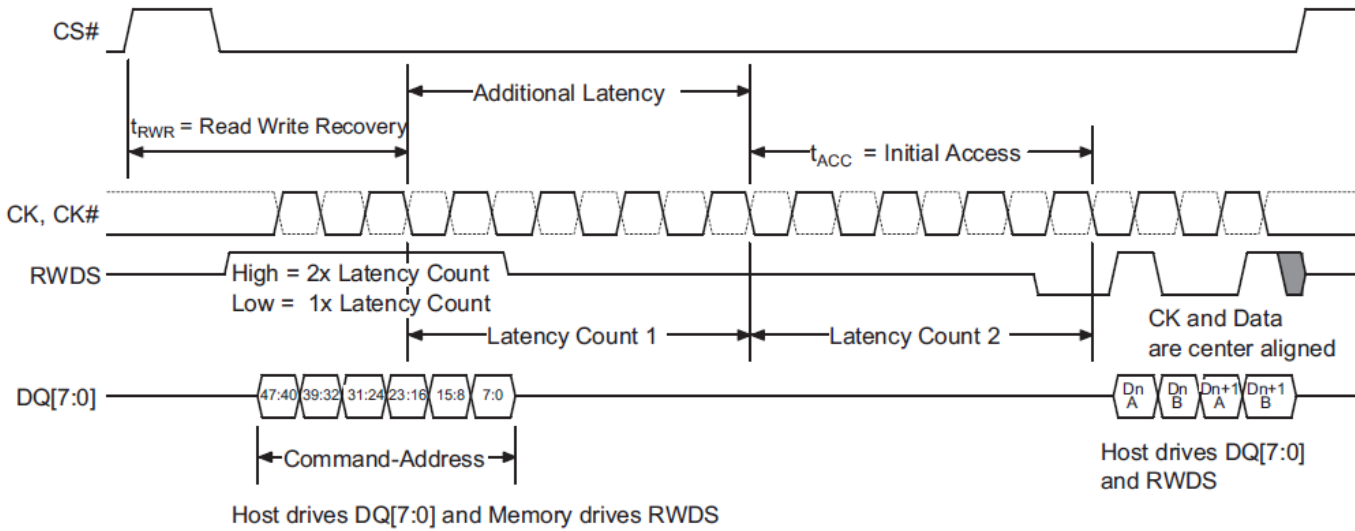 CS#
Additional Latency
tRWR = Read Write Recovery
tACC = Initial Access
CK, CK#
RWDS
High = 2x Latency Count
Low = 1x Latency Count
Latency Count 1
Latency Count 2
CK and Data
are center aligned
DQ[7:0]
47:40 39:32 31:24 23:16 15:8 7:0
Dn Dn Dn+1 Dn+1
A B A B
Command-Address
Host drives DQ[7:0]
and RWDS
Host drives DQ[7:0] and Memory drives RWDS